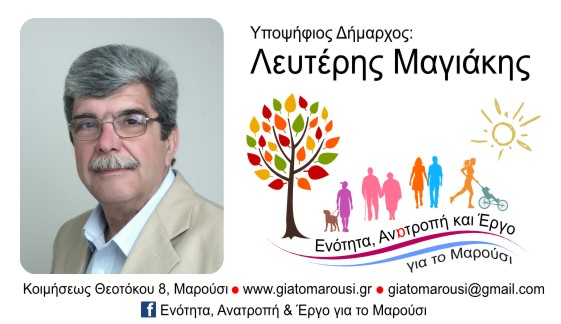 Υποψήφιος Δήμαρχος:
Λευτέρης Μαγιάκης
Ενότητα, Ανατροπή και Έργο
για το Μαρούσι
Κοιμήσεως Θεοτόκου 8, Μαρούσι • www.giatomarousi.gr • giatomarousi@gmail.com
f Ενότητα, Ανατροπή & Έργο για το Μαρούσι